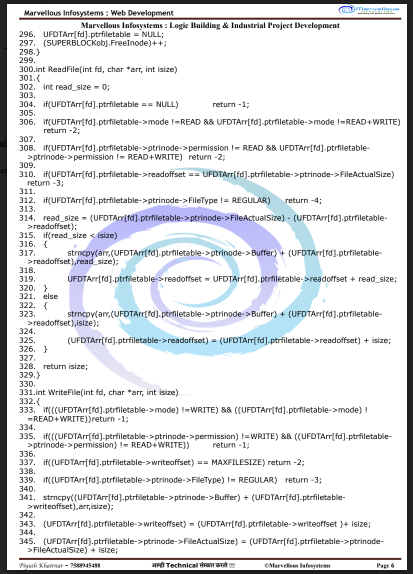 Marvellous Infosystems : Web Development
Marvellous
Marvellous Infosystems : Logic Building & Industrial Project Development
296. UFDTArr[fd].ptrfiletable = NULL;
297. (SUPERBLOCKobj.FreeInode)++;
298.}
299.
300.int ReadFile(int fd, char *arr, int isize)
301.{
302. int read_size = 0;
303.
304. if(UFDTArr[fd].ptrfiletable == NULL) return -1;
305.
306. if(UFDTArr[fd].ptrfiletable->mode !=READ && UFDTArr[fd].ptrfiletable->mode !=READ+WRITE)
return -2;
307.
308. if(UFDTArr[fd].ptrfiletable->ptrinode->permission != READ && UFDTArr[fd].ptrfiletable-
>ptrinode->permission != READ+WRITE) return -2;
309.
310. if(UFDTArr[fd].ptrfiletable->readoffset == UFDTArr[fd].ptrfiletable->ptrinode->FileActualSize)
return -3;
311.
312. if(UFDTArr[fd].ptrfiletable->ptrinode->FileType != REGULAR) return -4;
313.
314. read_size = (UFDTArr[fd].ptrfiletable->ptrinode->FileActualSize) - (UFDTArr[fd].ptrfiletable-
>readoffset);
315. if(read_size < isize)
316. {
317. strncpy(arr,(UFDTArr[fd].ptrfiletable->ptrinode->Buffer) + (UFDTArr[fd].ptrfiletable-
>readoffset),read_size);
318.
319. UFDTArr[fd].ptrfiletable->readoffset = UFDTArr[fd].ptrfiletable->readoffset + read_size;
320. }
321. else
322. {
323. strncpy(arr,(UFDTArr[fd].ptrfiletable->ptrinode->Buffer) + (UFDTArr[fd].ptrfiletable-
>readoffset),isize);
324.
325. (UFDTArr[fd].ptrfiletable->readoffset) = (UFDTArr[fd].ptrfiletable->readoffset) + isize;
326. }
327.
328. return isize;
329.}
330.
331.int WriteFile(int fd, char *arr, int isize)
332.{
333. if(((UFDTArr[fd].ptrfiletable->mode) !=WRITE) && ((UFDTArr[fd].ptrfiletable->mode) !
=READ+WRITE))return -1;
334.
335. if(((UFDTArr[fd].ptrfiletable->ptrinode->permission) !=WRITE) && ((UFDTArr[fd].ptrfiletable-
>ptrinode->permission) != READ+WRITE)) return -1;
336.
337. if((UFDTArr[fd].ptrfiletable->writeoffset) == MAXFILESIZE) return -2;
338.
339. if((UFDTArr[fd].ptrfiletable->ptrinode->FileType) != REGULAR) return -3;
340.
341. strncpy((UFDTArr[fd].ptrfiletable->ptrinode->Buffer) + (UFDTArr[fd].ptrfiletable-
>writeoffset),arr,isize);
342.
343. (UFDTArr[fd].ptrfiletable->writeoffset) = (UFDTArr[fd].ptrfiletable->writeoffset )+ isize;
344.
345. (UFDTArr[fd].ptrfiletable->ptrinode->FileActualSize) = (UFDTArr[fd].ptrfiletable->ptrinode-
>FileActualSize) + isize;
Piyush Khairnar - 7588945488 आम्ही Technical संस्कार करतो !!! ©Marvellous Infosystems Page 6